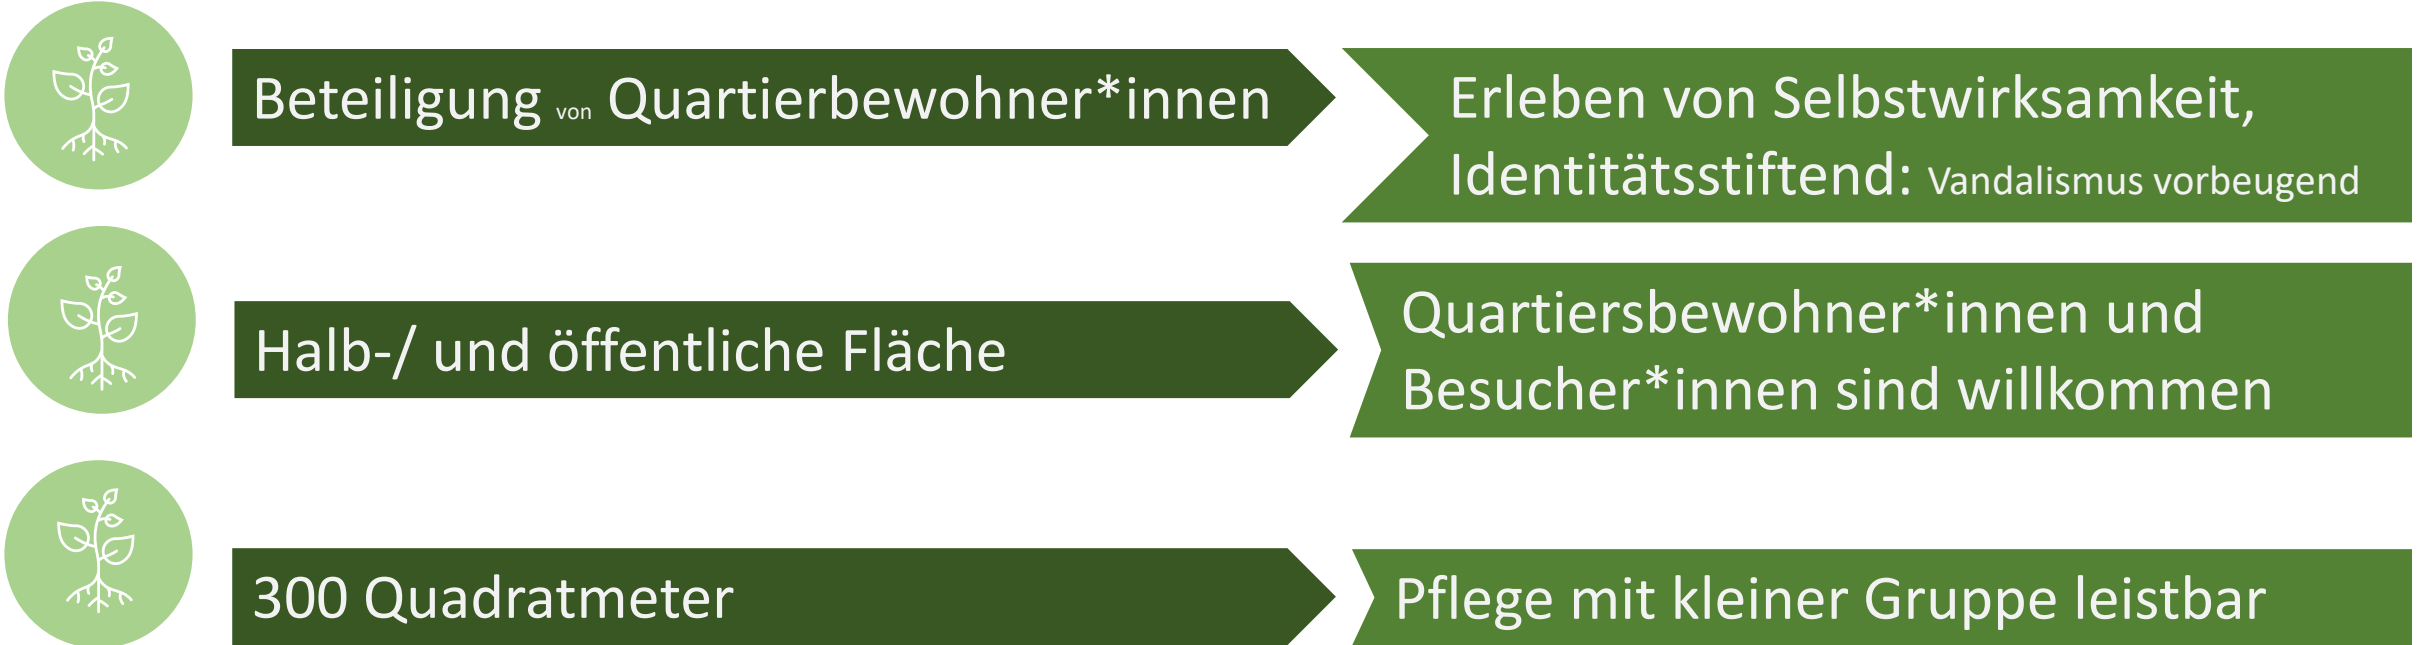 Beteiligung von Quartierbewohner*innen
Erleben von Selbstwirksamkeit,
Identitätsstiftend: Vandalismus vorbeugend
Halb-/ und öffentliche Fläche
Quartiersbewohner*innen und
Besucher*innen sind willkommen
300 Quadratmeter
Pflege mit kleiner Gruppe leistbar